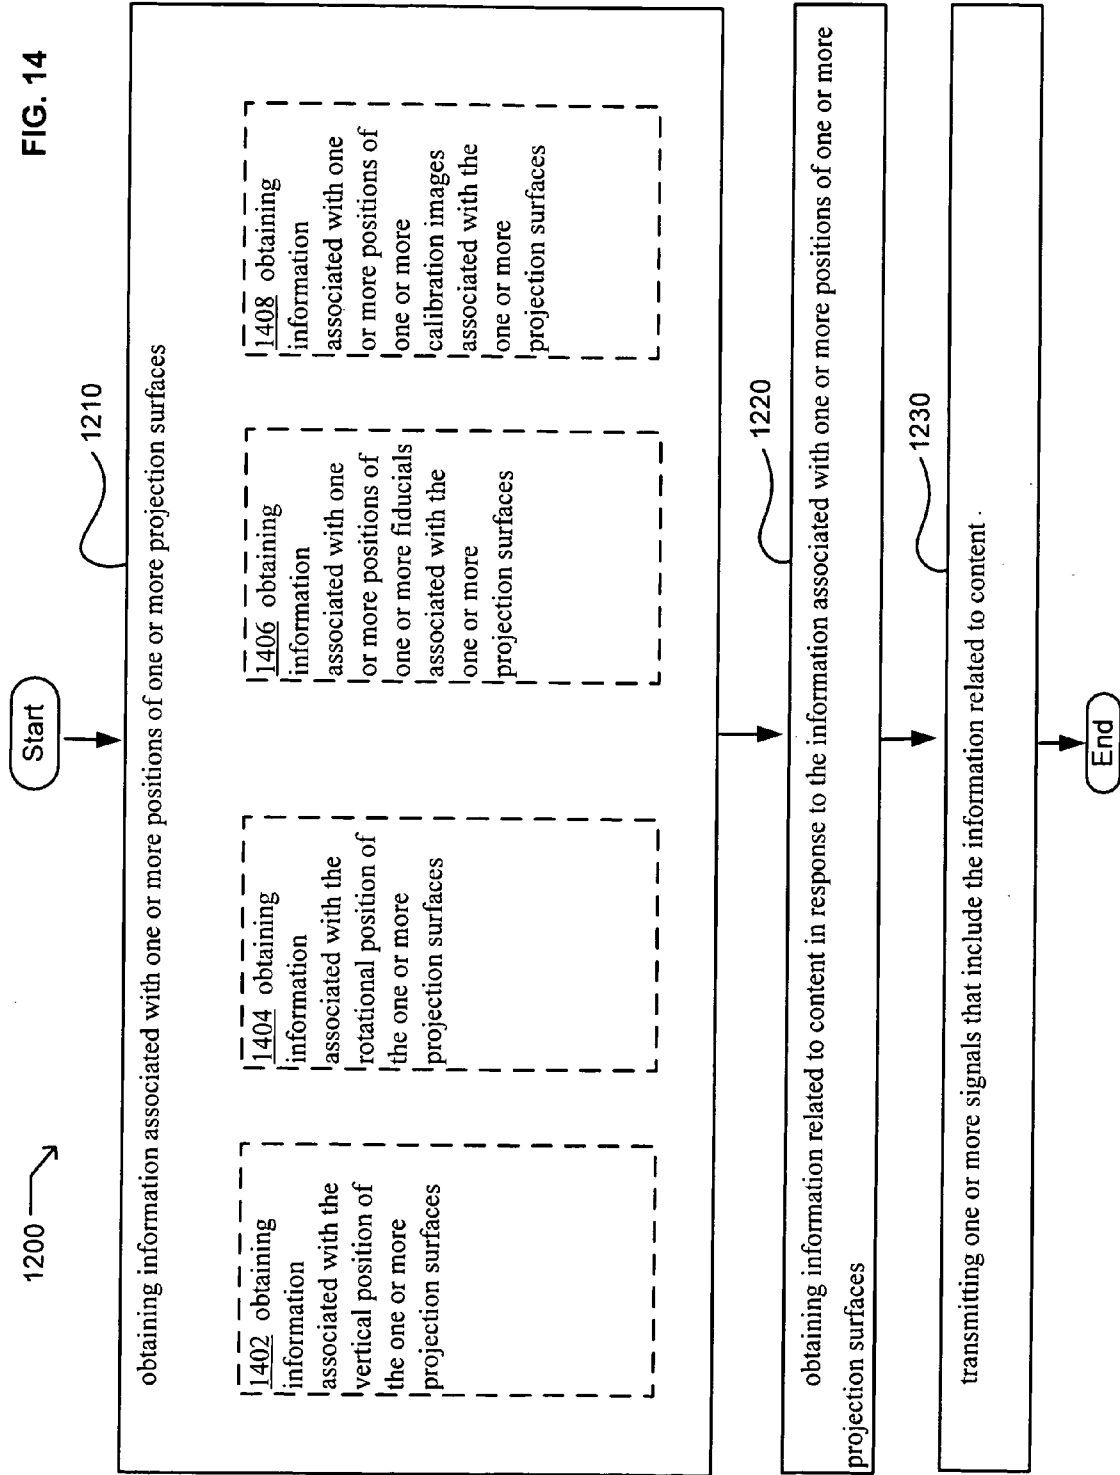 FIG. 14
1200
Start
1210
obtaining information associated with one or more positions of one or more projection surfaces
1402 obtaining
information
associated with the
vertical position of
the one or more
projection surfaces
1404 obtaining
information
associated with the
rotational position of
the one or more
projection surfaces
1406 obtaining
information
associated with one
or more positions of
one or more fiducials
associated with the
one or more
projection surfaces
1408 obtaining
information
associated with one
or more positions of
one or more
calibration images
associated with the
one or more
projection surfaces
1220
obtaining information related to content in response to the information associated with one or more positions of one or more
projection surfaces
1230
transmitting one or more signals that include the information related to content
End